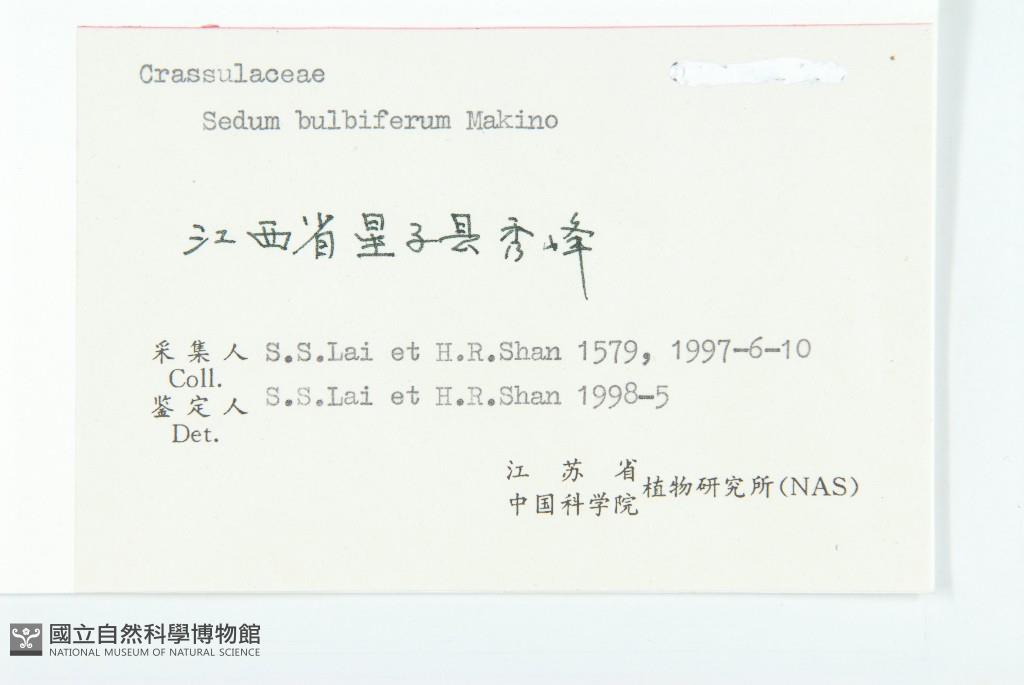 Crassulaceae
Sedum bulbiferum Makino
江西省星子县秀峰
采集人 S.S.Lai et H.R.Shan 1579, 1997-6-10
Coll.
鉴定人 S.S.Lai et H.R.Shan 1998-5
Det.
江苏省
中国科学院 植物研究所(NAS)
國立自然科學博物館
NATIONAL MUSEUM OF NATURAL SCIENCE